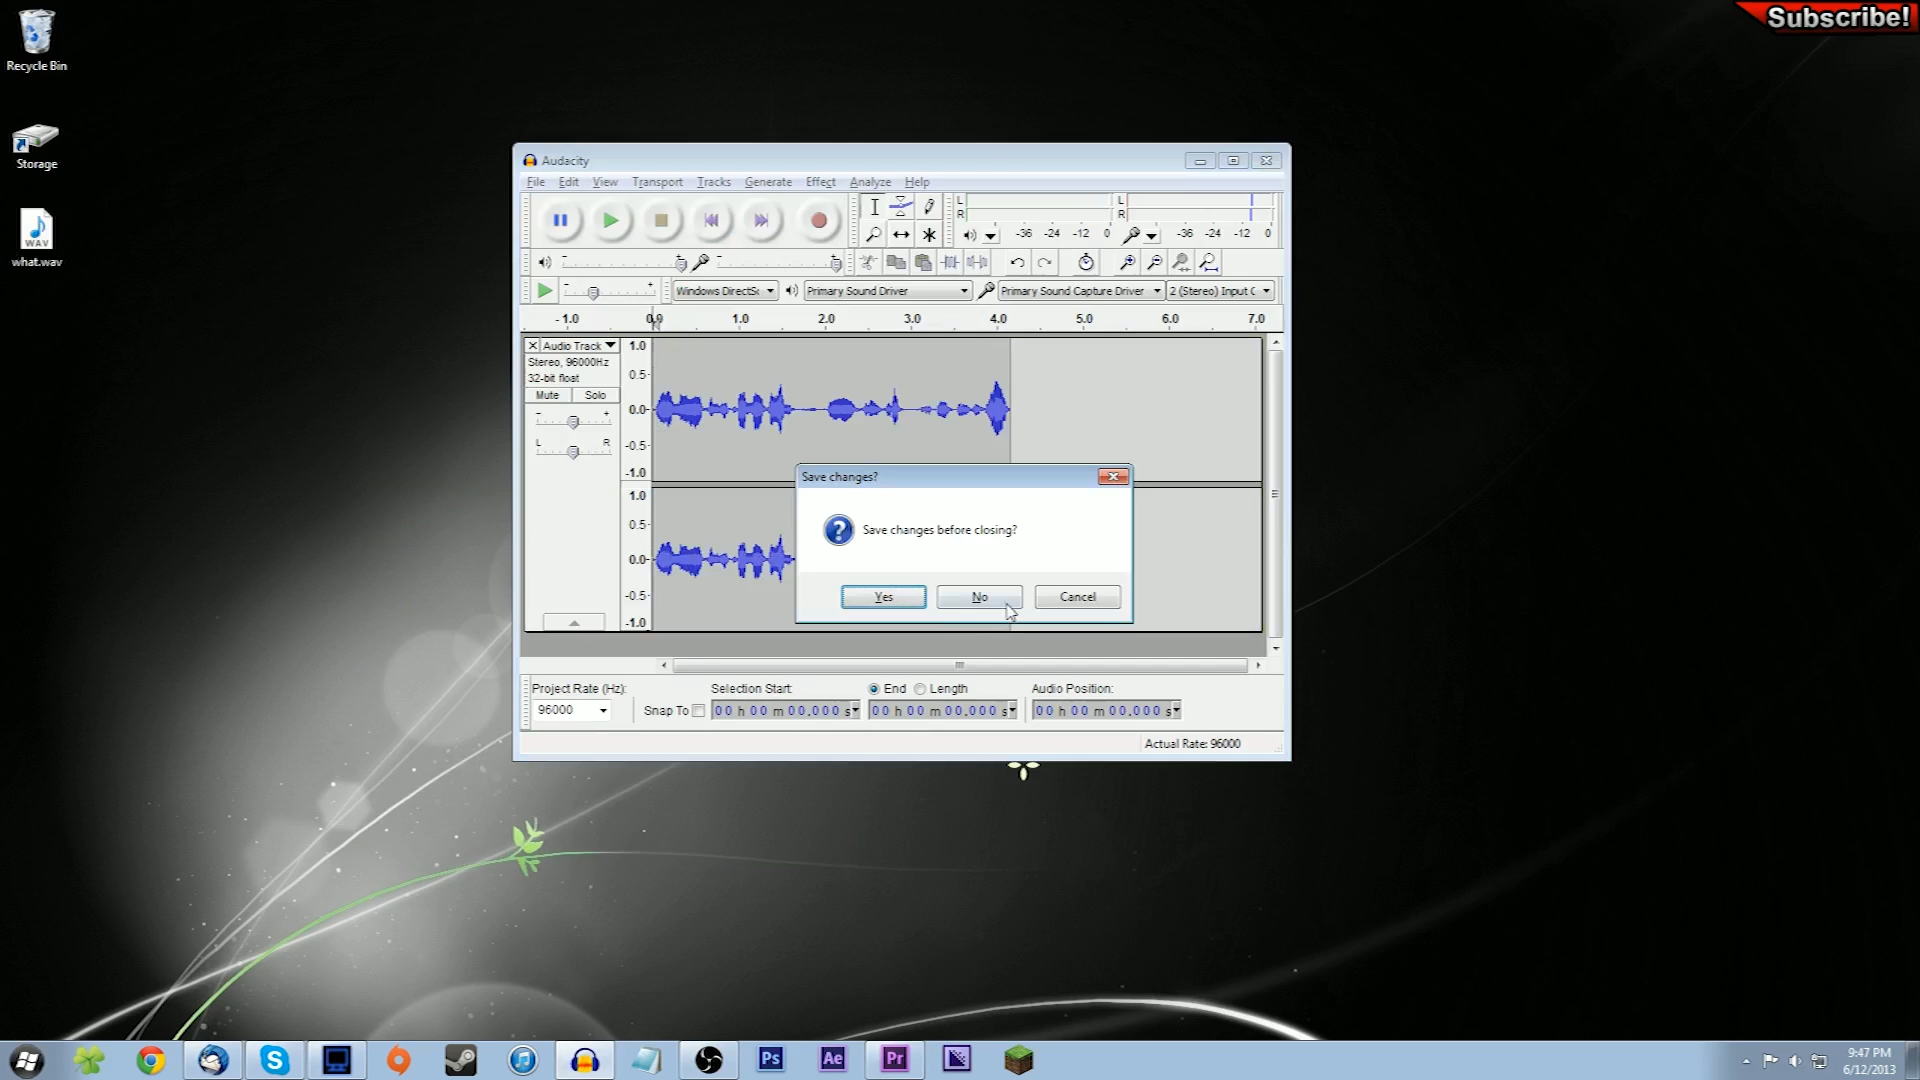 Subscribe!
Recycle Bin
Storage
WAV
what.wav
Audacity
File Edit View Transport Tracks Generate Effect Analyze Help
L
R
-36 -24 -12 0
L
R
-36 -24 -12 0
Primary Sound Driver
Primary Sound Capture Driver
2 (Stereo) Input C
-1.0 0.0 1.0 2.0 3.0 4.0 5.0 6.0 7.0
Audio Track
Stereo, 96000Hz
32-bit float
Mute Solo
- +
L R
1.0
0.5-
0.0-
-0.5-
-1.0
1.0
0.5-
0.0-
-0.5-
-1.0
Save changes?
Save changes before closing?
Yes No Cancel
Project Rate (Hz):
96000
Snap To
Selection Start:
00 h 00 m 00.000 s
End Length
00 h 00 m 00.000 s
Audio Position:
00 h 00 m 00.000 s
Actual Rate: 96000
Ps
Ae
Pr
9:47 PM
6/12/2013